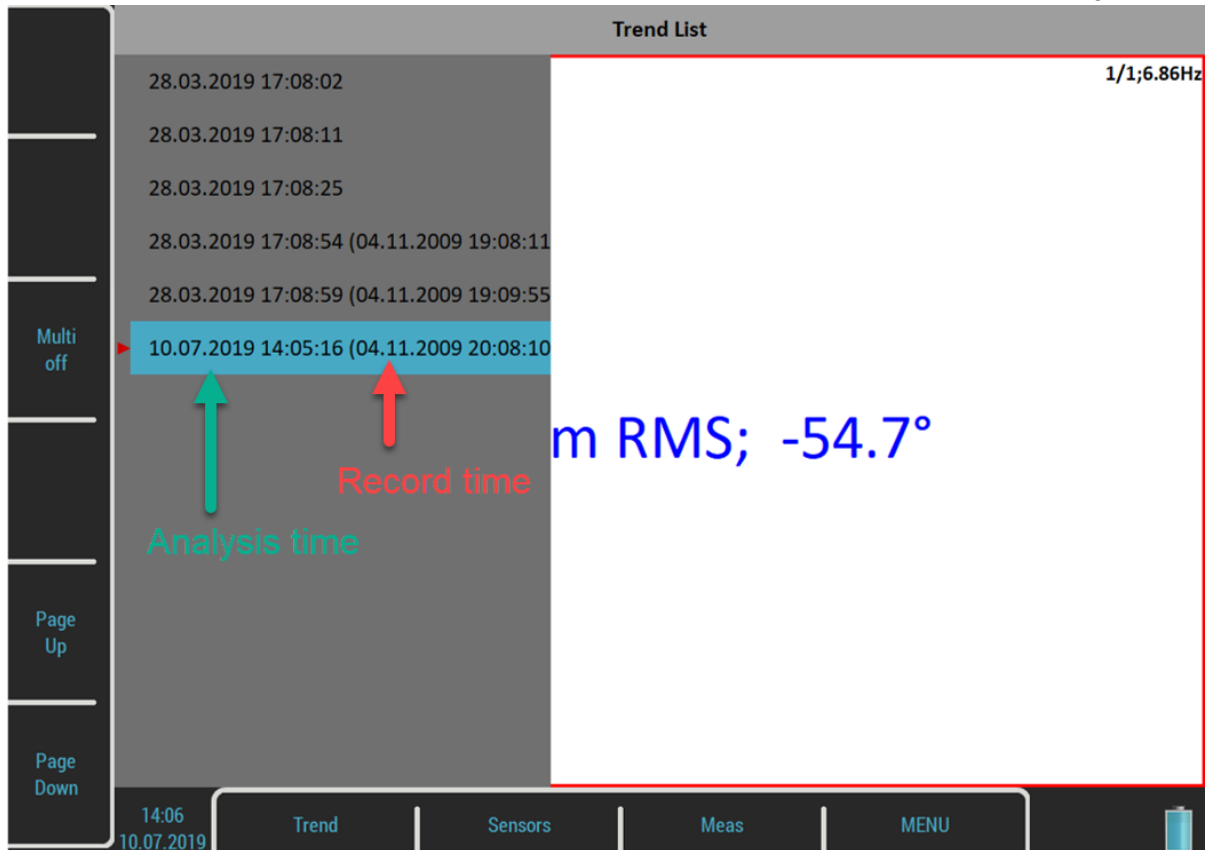 Trend List
1/1;6.86Hz
28.03.2019 17:08:02
28.03.2019 17:08:11
28.03.2019 17:08:25
28.03.2019 17:08:54 (04.11.2009 19:08:11
28.03.2019 17:08:59 (04.11.2009 19:09:55
10.07.2019 14:05:16 (04.11.2009 20:08:10
Multi
off
m RMS; -54.7°
Record time
Analysis time
Page
Up
Page
Down
14:06
10.07.2019
Trend
Sensors
Meas
MENU